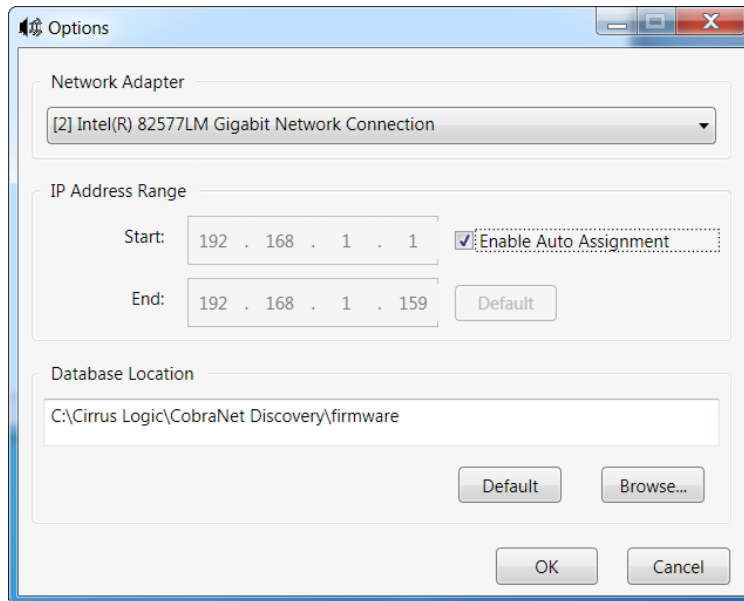 Options
Network Adapter
[2] Intel(R) 82577LM Gigabit Network Connection
IP Address Range
Start: 192 . 168 . 1 . 1 Enable Auto Assignment
End: 192 . 168 . 1 . 159 Default
Database Location
C:\Cirrus Logic\CobraNet Discovery\firmware
Default Browse...
OK Cancel